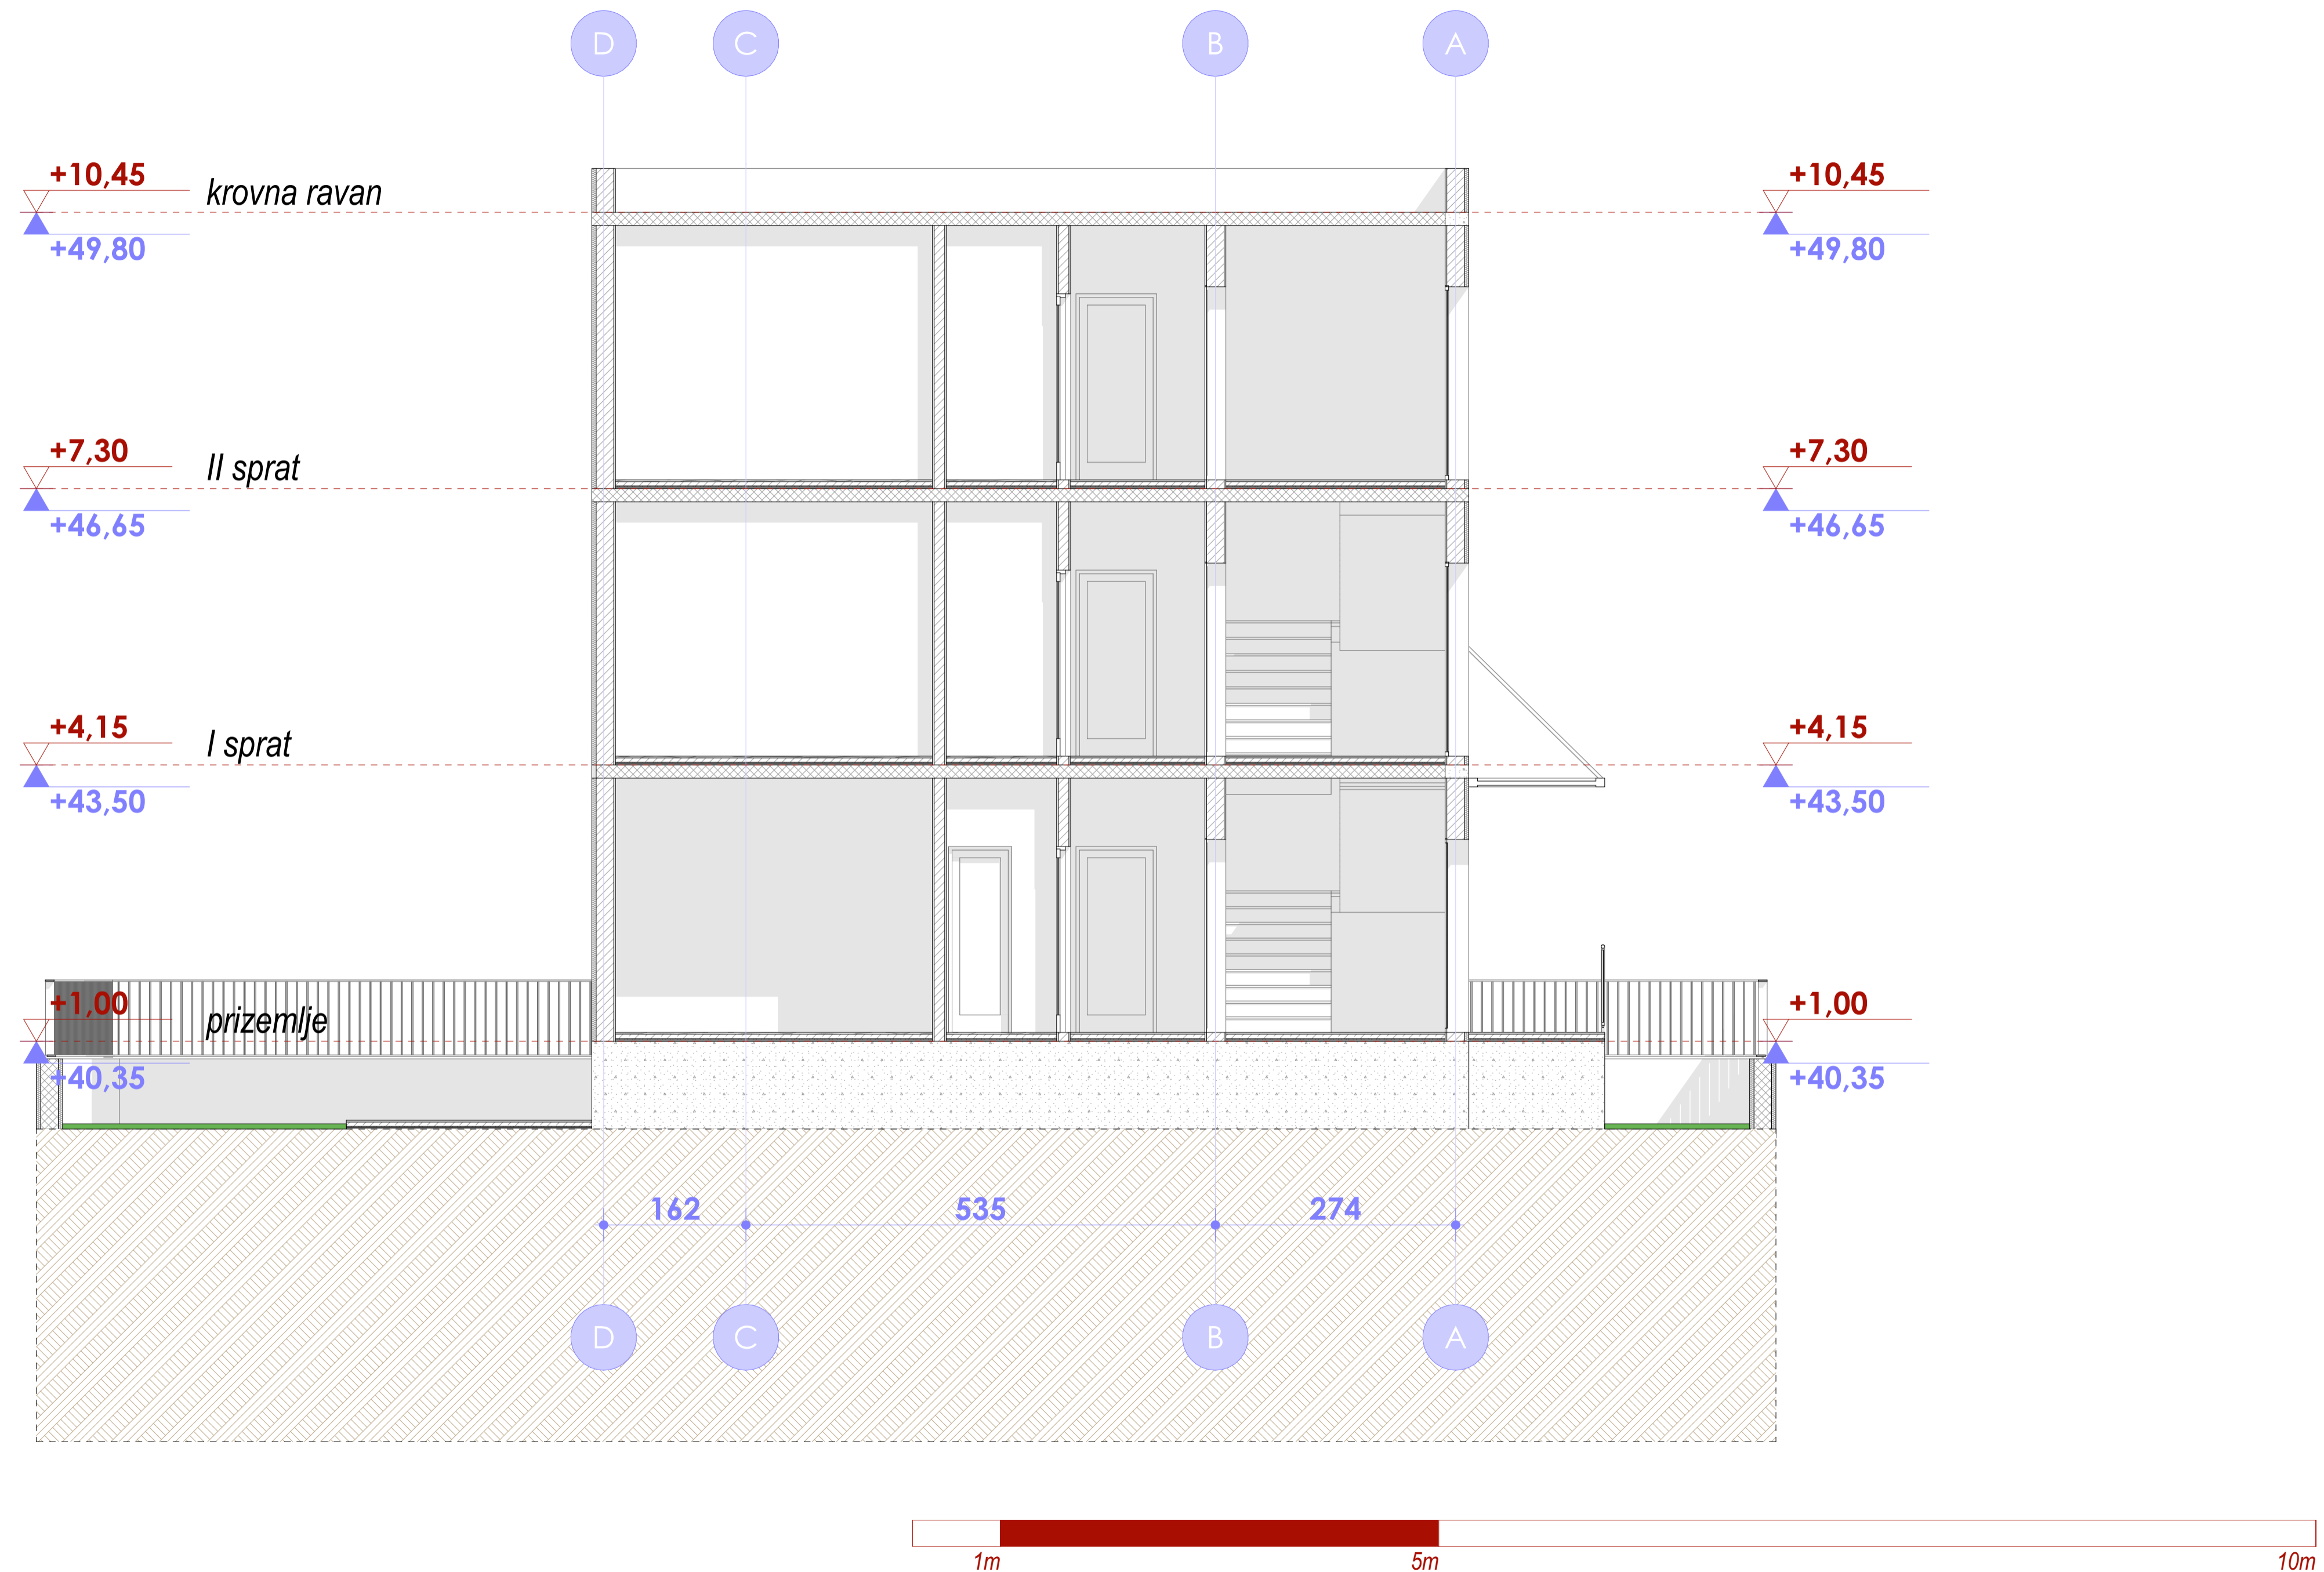 D C B A
+10,45 krovna ravan +10,45
+49,80 +49,80
+7,30 II sprat +7,30
+46,65 +46,65
+4,15 I sprat +4,15
+43,50 +43,50
+1,00 prizemlje +1,00
+40,35 +40,35
162 535 274
D C B A
1m 5m 10m